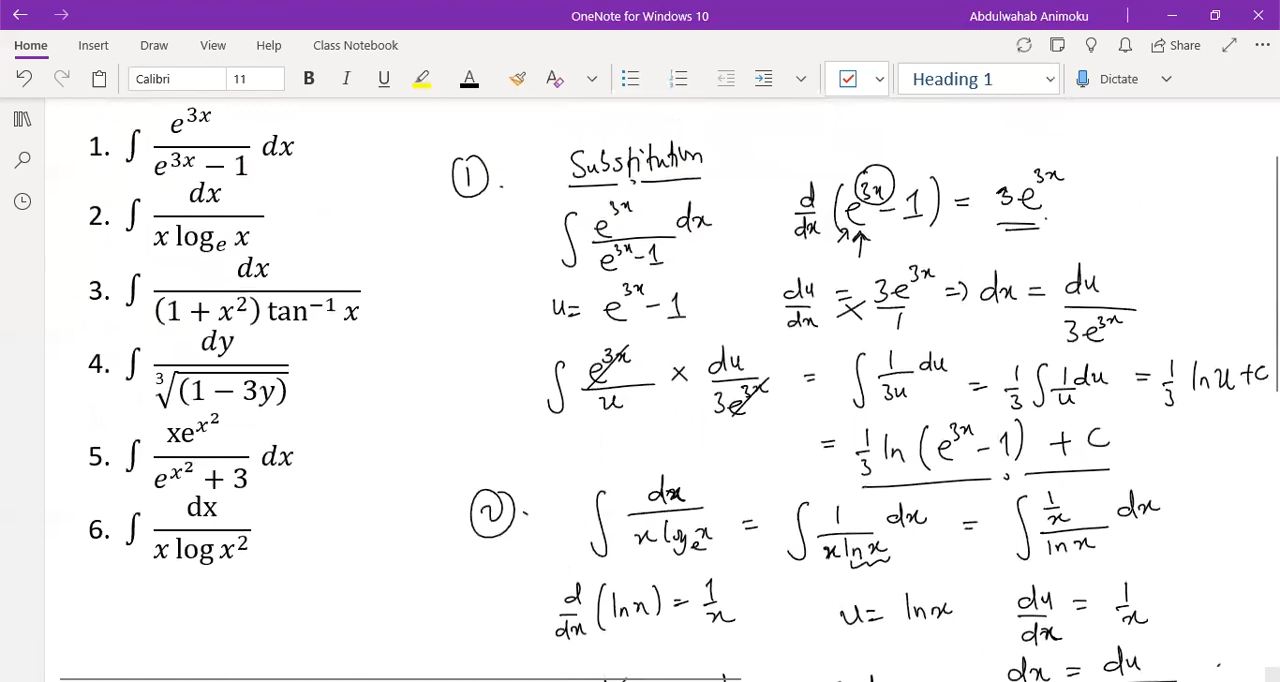 OneNote for Windows 10
Abdulwahab Animoku
Home Insert Draw View Help Class Notebook
Share
Calibri 11 B I U A Heading 1 Dictate
1. ∫ e^{3x} / (e^{3x} − 1) dx
2. ∫ dx / (x log_e x)
3. ∫ dx / ((1 + x²) tan⁻¹ x)
4. ∫ dy / ∛(1 − 3y)
5. ∫ xe^{x²} / (e^{x²} + 3) dx
6. ∫ dx / (x log x²)
① . Substitution
∫ e^{3x} / (e^{3x} - 1) dx
d/dx (e^{3x} - 1) = 3e^{3x}
u = e^{3x} - 1
du/dx = 3e^{3x} / 1 => dx = du / 3e^{3x}
∫ e^{3x} / u × du / 3e^{3x} = ∫ 1/3u du = 1/3 ∫ 1/u du = 1/3 ln u + C
= 1/3 ln (e^{3x} - 1) + C
② . ∫ dx / (x log_e x) = ∫ 1 / (x ln x) dx = ∫ (1/x) / ln x dx
d/dx (ln x) = 1/x
u = ln x
du/dx = 1/x
dx = du